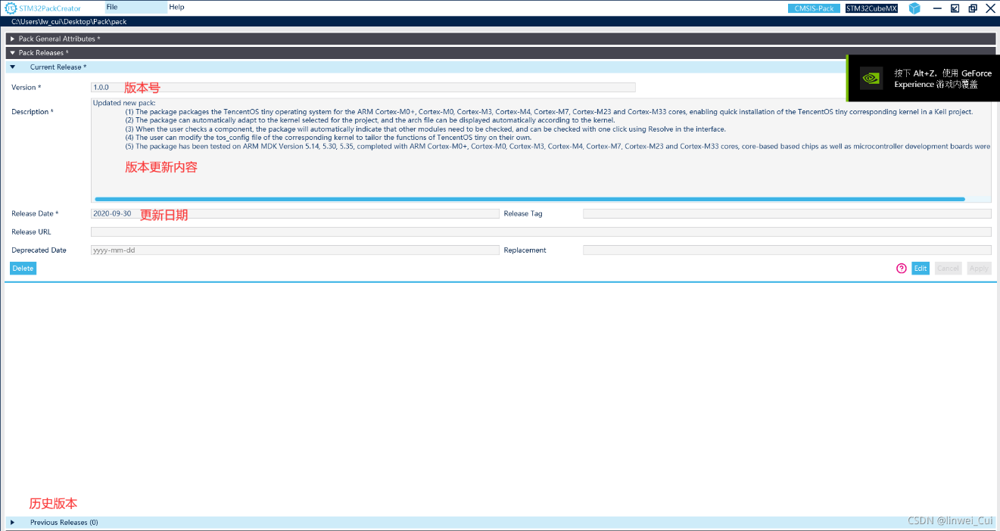 STM32PackCreator File Help CMSIS-Pack STM32CubeMX
C:\Users\lw_cui\Desktop\Pack\pack
Pack General Attributes *
Pack Releases *
Current Release *
按下 Alt+Z，使用 GeForce
Experience 游戏内覆盖
Version * 1.0.0 版本号
Description *
Updated new pack:
(1) The package packages the TencentOS tiny operating system for the ARM Cortex-M0+, Cortex-M0, Cortex-M3, Cortex-M4, Cortex-M7, Cortex-M23 and Cortex-M33 cores, enabling quick installation of the TencentOS tiny corresponding kernel in a Keil project.
(2) The package can automatically adapt to the kernel selected for the project, and the arch file can be displayed automatically according to the kernel.
(3) When the user checks a component, the package will automatically indicate that other modules need to be checked, and can be checked with one click using Resolve in the interface.
(4) The user can modify the tos_config file of the corresponding kernel to tailor the functions of TencentOS tiny on their own.
(5) The package has been tested on ARM MDK Version 5.14, 5.30, 5.35, completed with ARM Cortex-M0+, Cortex-M0, Cortex-M3, Cortex-M4, Cortex-M7, Cortex-M23 and Cortex-M33 cores, core-based based chips as well as microcontroller development boards were
版本更新内容
Release Date * 2020-09-30 更新日期 Release Tag
Release URL
Deprecated Date yyyy-mm-dd Replacement
Delete ? Edit Cancel Apply
历史版本
Previous Releases (0)
CSDN @linwei_Cui